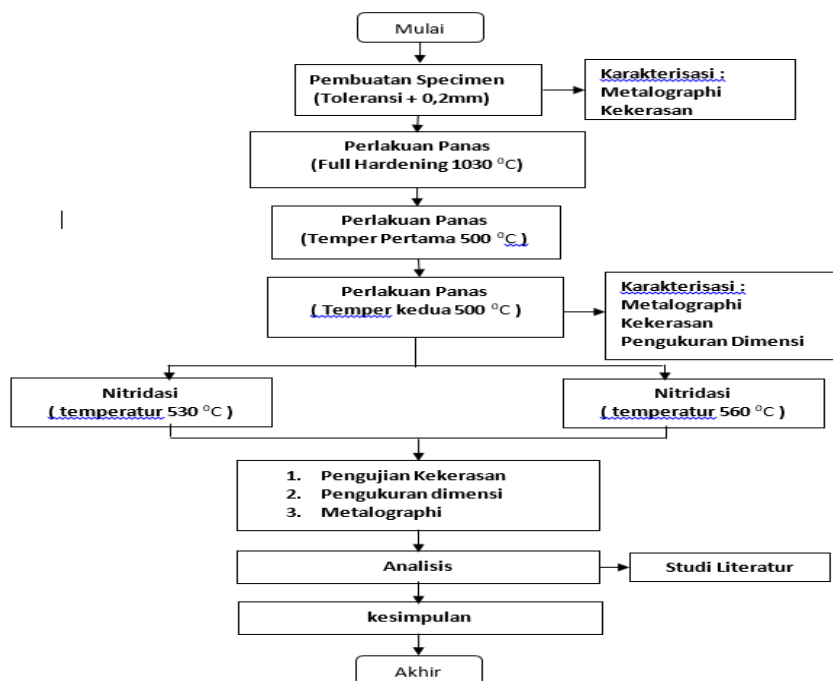 Mulai
Pembuatan Specimen
(Toleransi + 0,2mm)
Karakterisasi :
Metalographi
Kekerasan
Perlakuan Panas
(Full Hardening 1030 °C)
Perlakuan Panas
(Temper Pertama 500 °C )
Perlakuan Panas
( Temper kedua 500 °C )
Karakterisasi :
Metalographi
Kekerasan
Pengukuran Dimensi
Nitridasi
( temperatur 530 °C )
Nitridasi
( temperatur 560 °C )
1. Pengujian Kekerasan
2. Pengukuran dimensi
3. Metalographi
Analisis
Studi Literatur
kesimpulan
Akhir